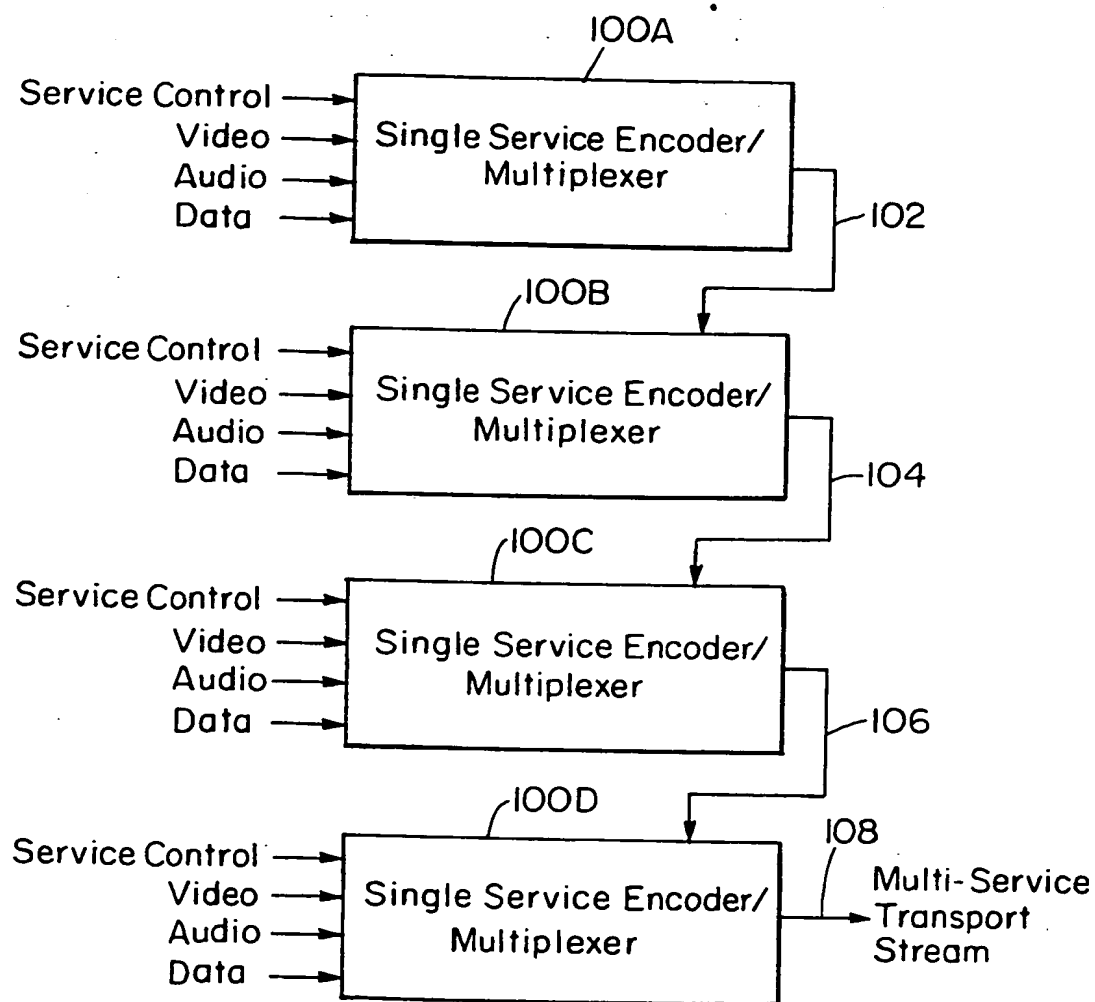 100A
Service Control
Video
Audio
Data
Single Service Encoder/
Multiplexer
102
100B
Service Control
Video
Audio
Data
Single Service Encoder/
Multiplexer
104
100C
Service Control
Video
Audio
Data
Single Service Encoder/
Multiplexer
106
100D
Service Control
Video
Audio
Data
Single Service Encoder/
Multiplexer
108
Multi-Service
Transport
Stream